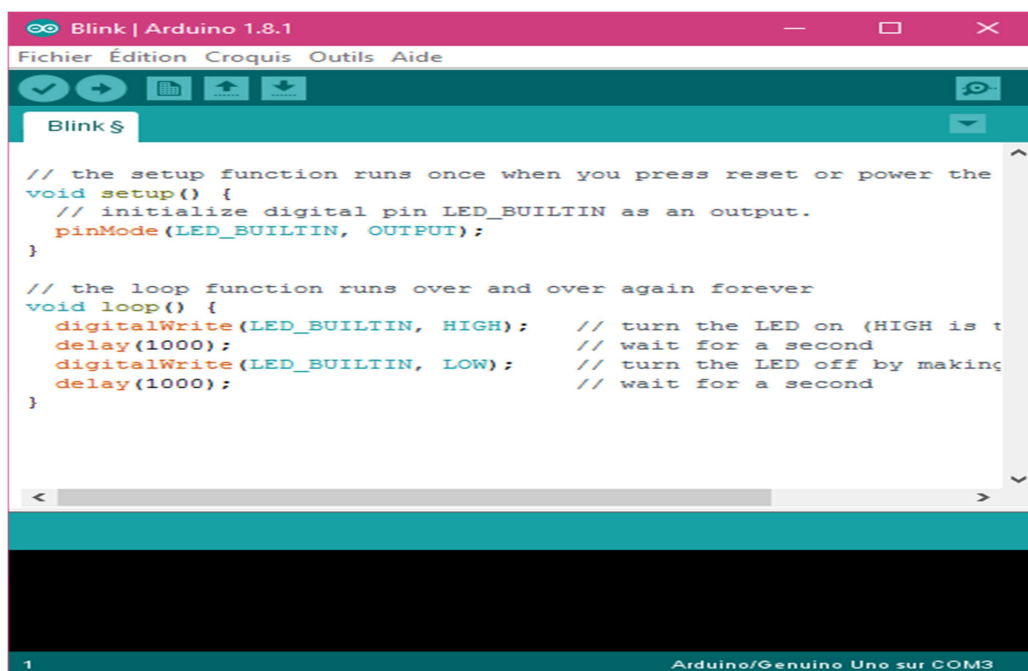 Blink | Arduino 1.8.1
Fichier Édition Croquis Outils Aide
Blink §
// the setup function runs once when you press reset or power the
void setup() {
  // initialize digital pin LED_BUILTIN as an output.
  pinMode(LED_BUILTIN, OUTPUT);
}
// the loop function runs over and over again forever
void loop() {
  digitalWrite(LED_BUILTIN, HIGH);   // turn the LED on (HIGH is t
  delay(1000);                       // wait for a second
  digitalWrite(LED_BUILTIN, LOW);    // turn the LED off by making
  delay(1000);                       // wait for a second
}
1
Arduino/Genuino Uno sur COM3